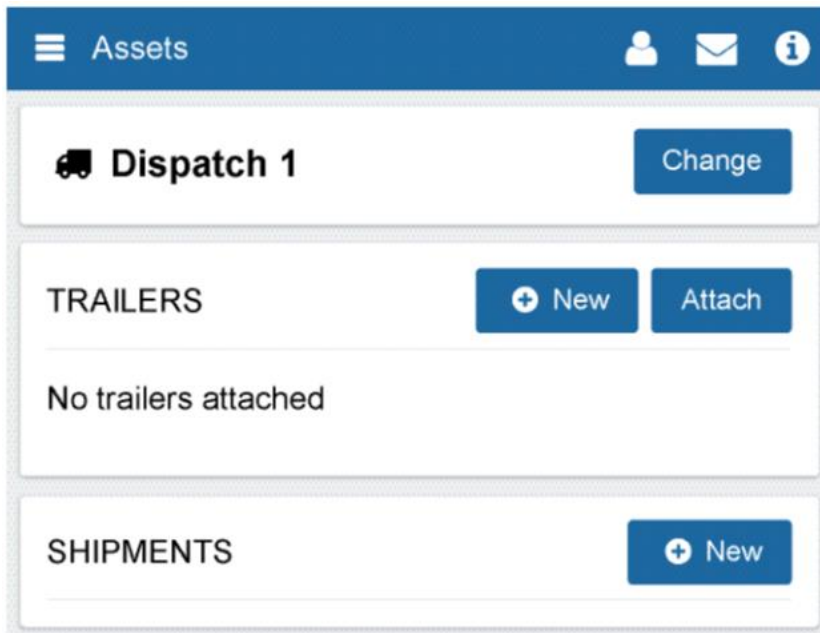 Assets
Dispatch 1 Change
TRAILERS New Attach
No trailers attached
SHIPMENTS New